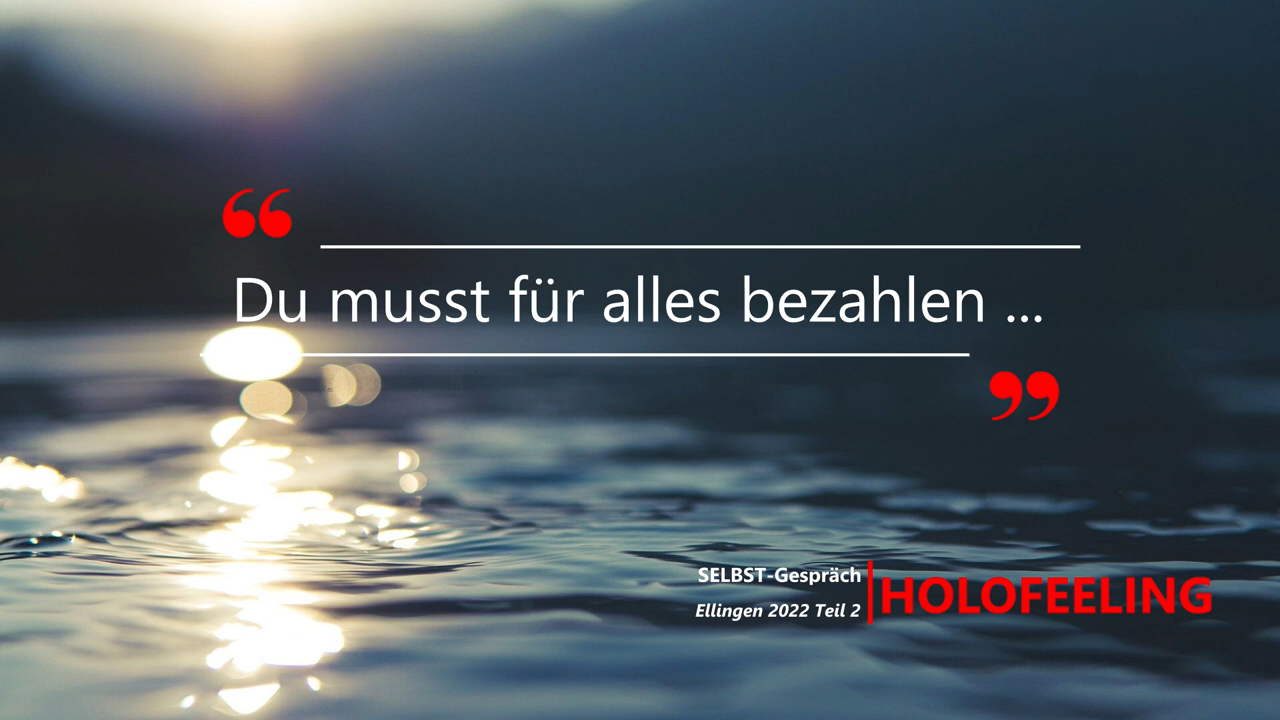 “
Du musst für alles bezahlen ...
”
SELBST-Gespräch
Ellingen 2022 Teil 2
HOLOFEELING